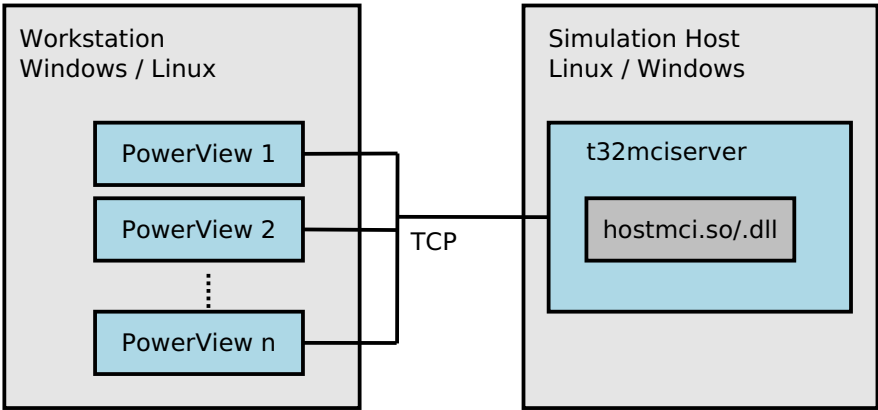 Workstation
Windows / Linux
PowerView 1
PowerView 2
PowerView n
TCP
Simulation Host
Linux / Windows
t32mciserver
hostmci.so/.dll